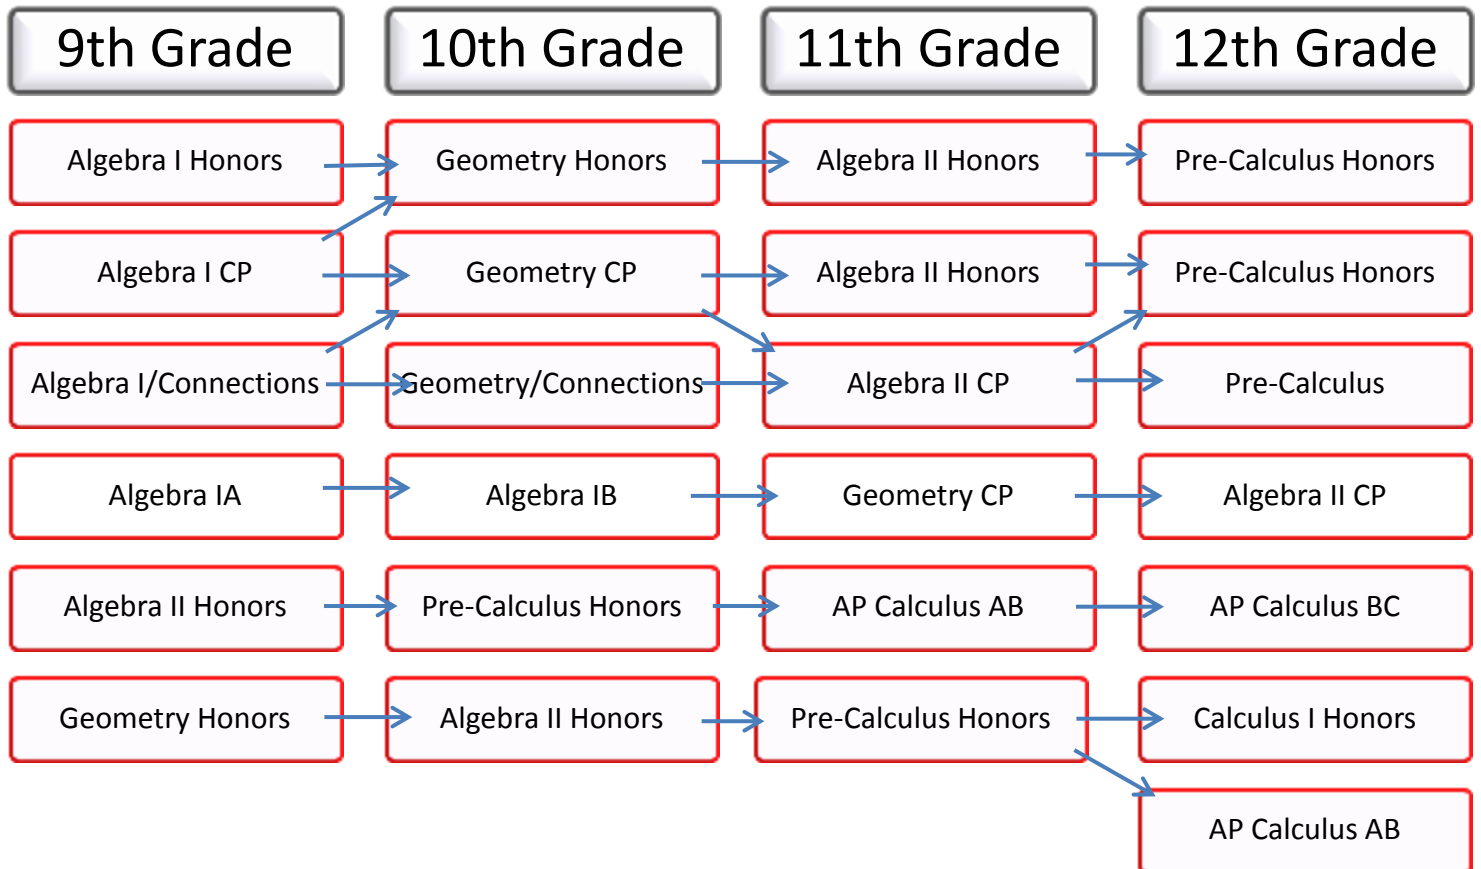 9th Grade 10th Grade 11th Grade 12th Grade
Algebra I Honors Geometry Honors Algebra II Honors Pre-Calculus Honors
Algebra I CP Geometry CP Algebra II Honors Pre-Calculus Honors
Algebra I/Connections Geometry/Connections Algebra II CP Pre-Calculus
Algebra IA Algebra IB Geometry CP Algebra II CP
Algebra II Honors Pre-Calculus Honors AP Calculus AB AP Calculus BC
Geometry Honors Algebra II Honors Pre-Calculus Honors Calculus I Honors
AP Calculus AB